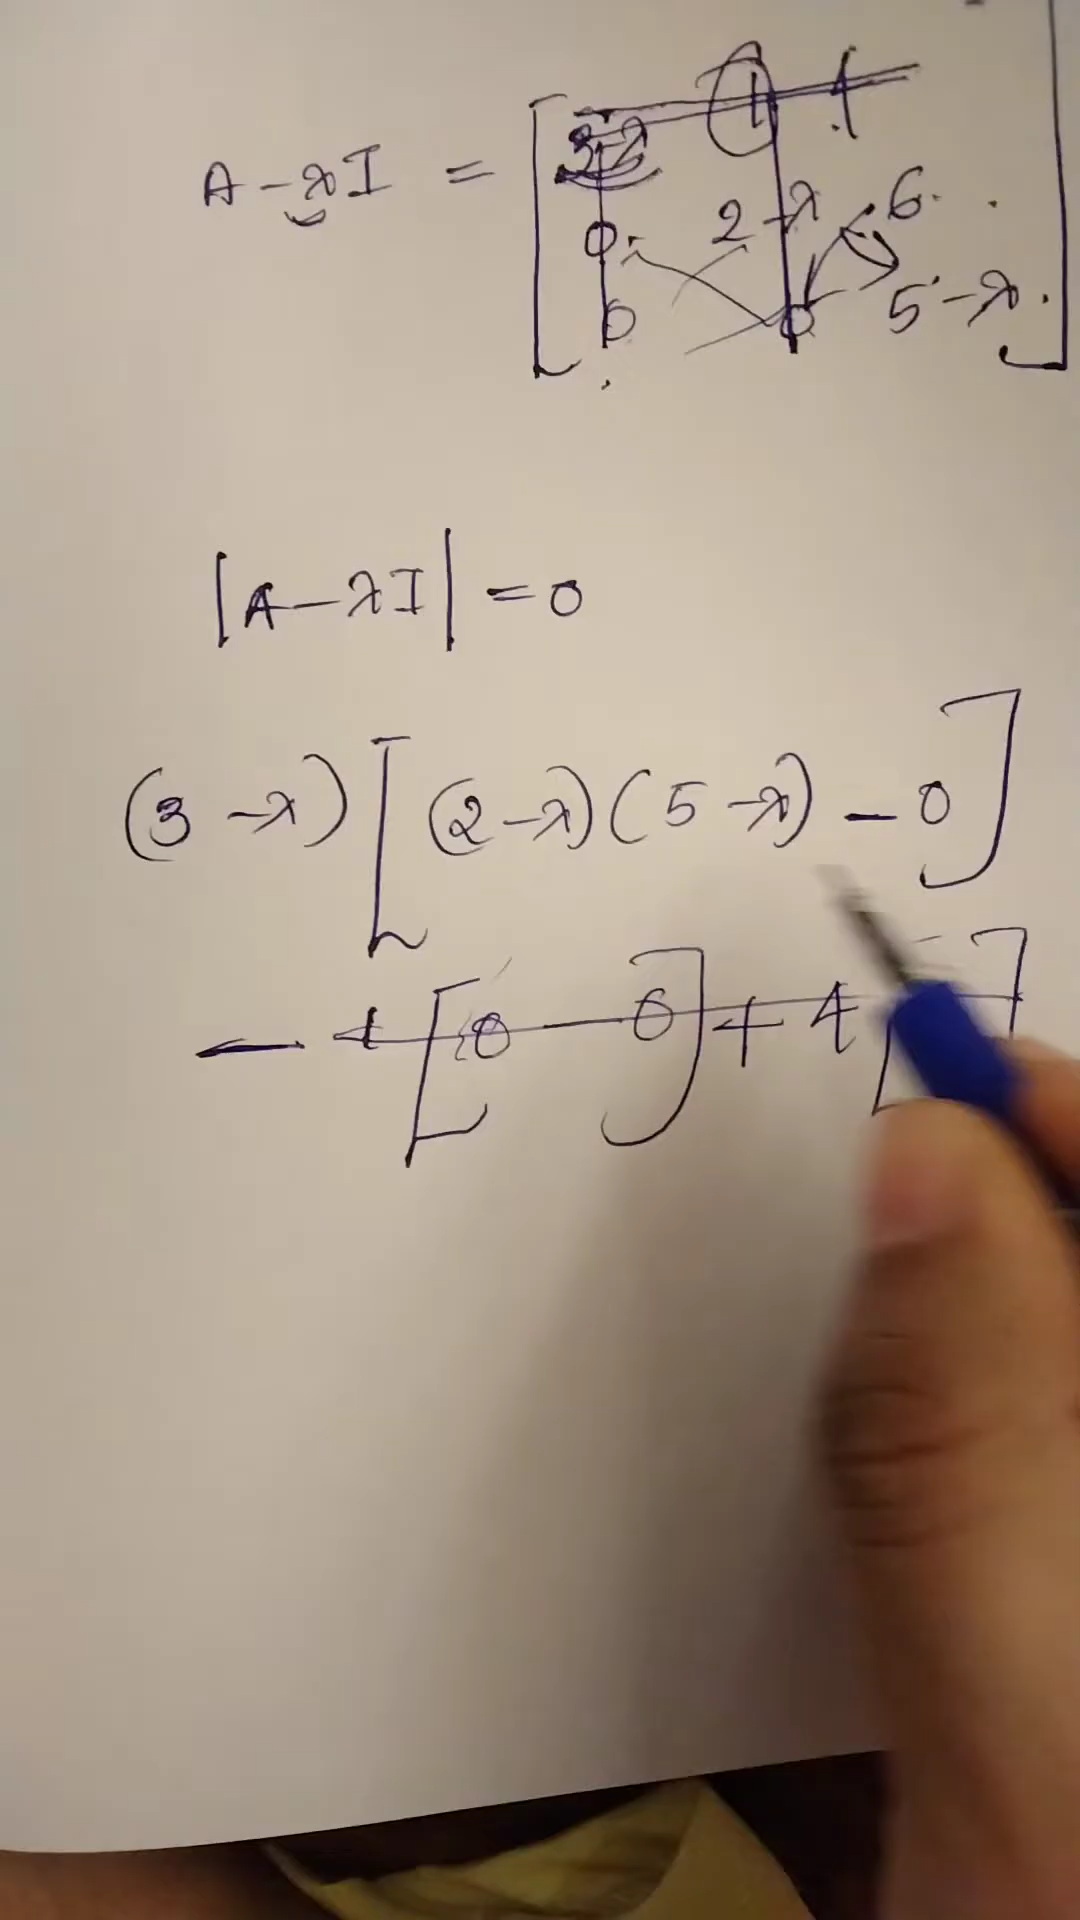 A - λI = [ 3-λ 1 4
0 2-λ 6
0 0 5-λ ]
|A - λI| = 0
(3 - λ) [ (2 - λ) (5 - λ) - 0 ]
- 1 [ 0 - 0 ] + 4 [ ]